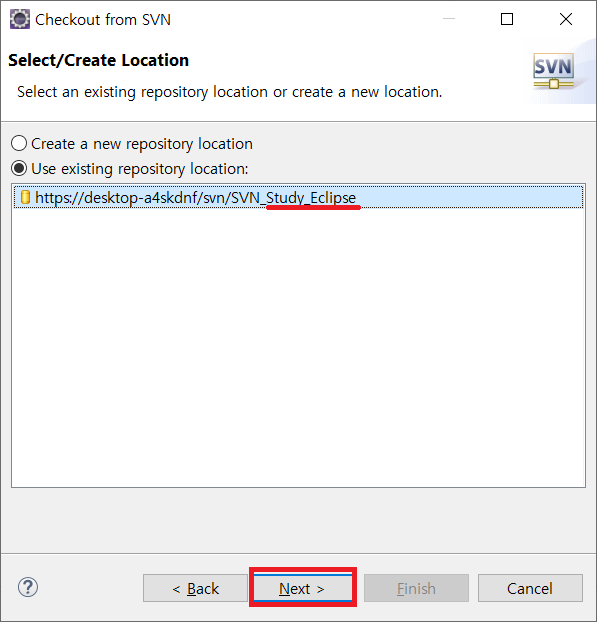 Checkout from SVN
Select/Create Location
Select an existing repository location or create a new location.
SVN
Create a new repository location
Use existing repository location:
https://desktop-a4skdnf/svn/SVN_Study_Eclipse
?
< Back
Next >
Finish
Cancel